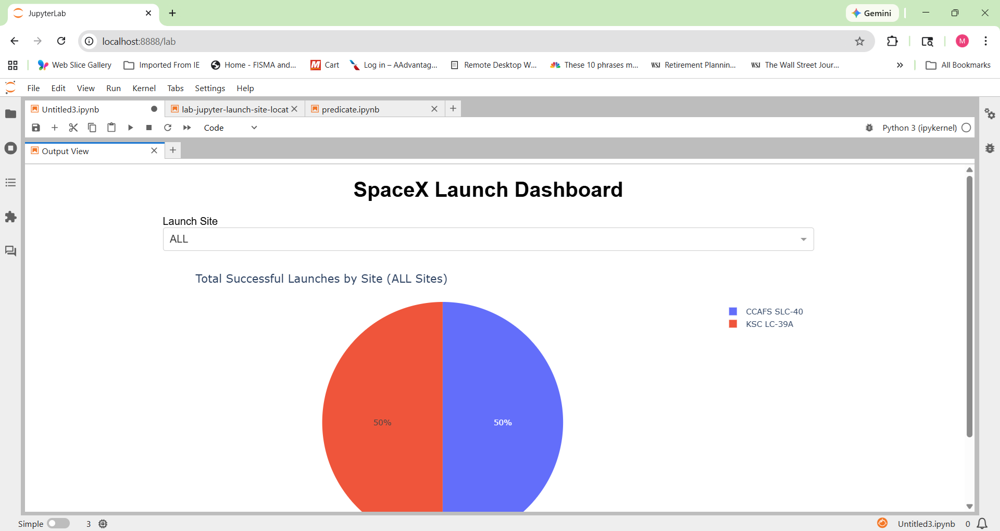 JupyterLab
Gemini
localhost:8888/lab
M
Web Slice Gallery
Imported From IE
Home - FISMA and...
M Cart
Log in – AAdvantag...
Remote Desktop W...
These 10 phrases m...
WSJ Retirement Plannin...
WSJ The Wall Street Jour...
All Bookmarks
File Edit View Run Kernel Tabs Settings Help
Untitled3.ipynb
lab-jupyter-launch-site-locat
predicate.ipynb
Code
Python 3 (ipykernel)
Output View
SpaceX Launch Dashboard
Launch Site
ALL
Total Successful Launches by Site (ALL Sites)
CCAFS SLC-40
KSC LC-39A
50%
50%
Simple
3
Untitled3.ipynb
0